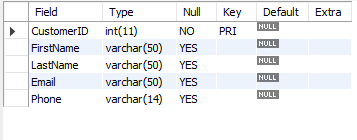 Field Type Null Key Default Extra
CustomerID int(11) NO PRI NULL
FirstName varchar(50) YES NULL
LastName varchar(50) YES NULL
Email varchar(50) YES NULL
Phone varchar(14) YES NULL